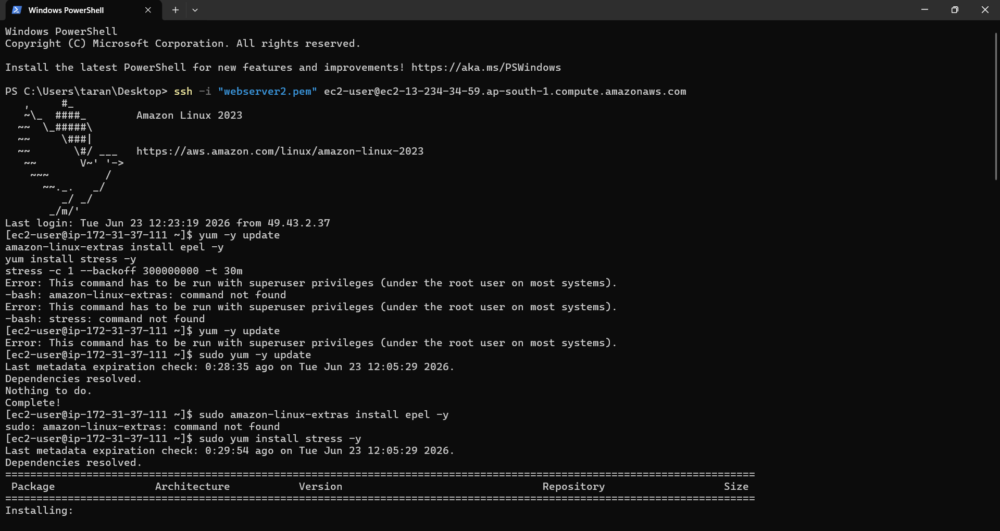 Windows PowerShell
Windows PowerShell
Copyright (C) Microsoft Corporation. All rights reserved.

Install the latest PowerShell for new features and improvements! https://aka.ms/PSWindows

PS C:\Users\taran\Desktop> ssh -i "webserver2.pem" ec2-user@ec2-13-234-34-59.ap-south-1.compute.amazonaws.com
   ,     #_
   ~\_  ####_        Amazon Linux 2023
  ~~  \_#####\
  ~~     \###|
  ~~       \#/ ___   https://aws.amazon.com/linux/amazon-linux-2023
   ~~       V~' '->
    ~~~         /
      ~~._.   _/
         _/ _/
       _/m/'
Last login: Tue Jun 23 12:23:19 2026 from 49.43.2.37
[ec2-user@ip-172-31-37-111 ~]$ yum -y update
amazon-linux-extras install epel -y
yum install stress -y
stress -c 1 --backoff 300000000 -t 30m
Error: This command has to be run with superuser privileges (under the root user on most systems).
-bash: amazon-linux-extras: command not found
Error: This command has to be run with superuser privileges (under the root user on most systems).
-bash: stress: command not found
[ec2-user@ip-172-31-37-111 ~]$ yum -y update
Error: This command has to be run with superuser privileges (under the root user on most systems).
[ec2-user@ip-172-31-37-111 ~]$ sudo yum -y update
Last metadata expiration check: 0:28:35 ago on Tue Jun 23 12:05:29 2026.
Dependencies resolved.
Nothing to do.
Complete!
[ec2-user@ip-172-31-37-111 ~]$ sudo amazon-linux-extras install epel -y
sudo: amazon-linux-extras: command not found
[ec2-user@ip-172-31-37-111 ~]$ sudo yum install stress -y
Last metadata expiration check: 0:29:54 ago on Tue Jun 23 12:05:29 2026.
Dependencies resolved.
========================================================================================================================
 Package                Architecture           Version                                Repository                   Size
========================================================================================================================
Installing: